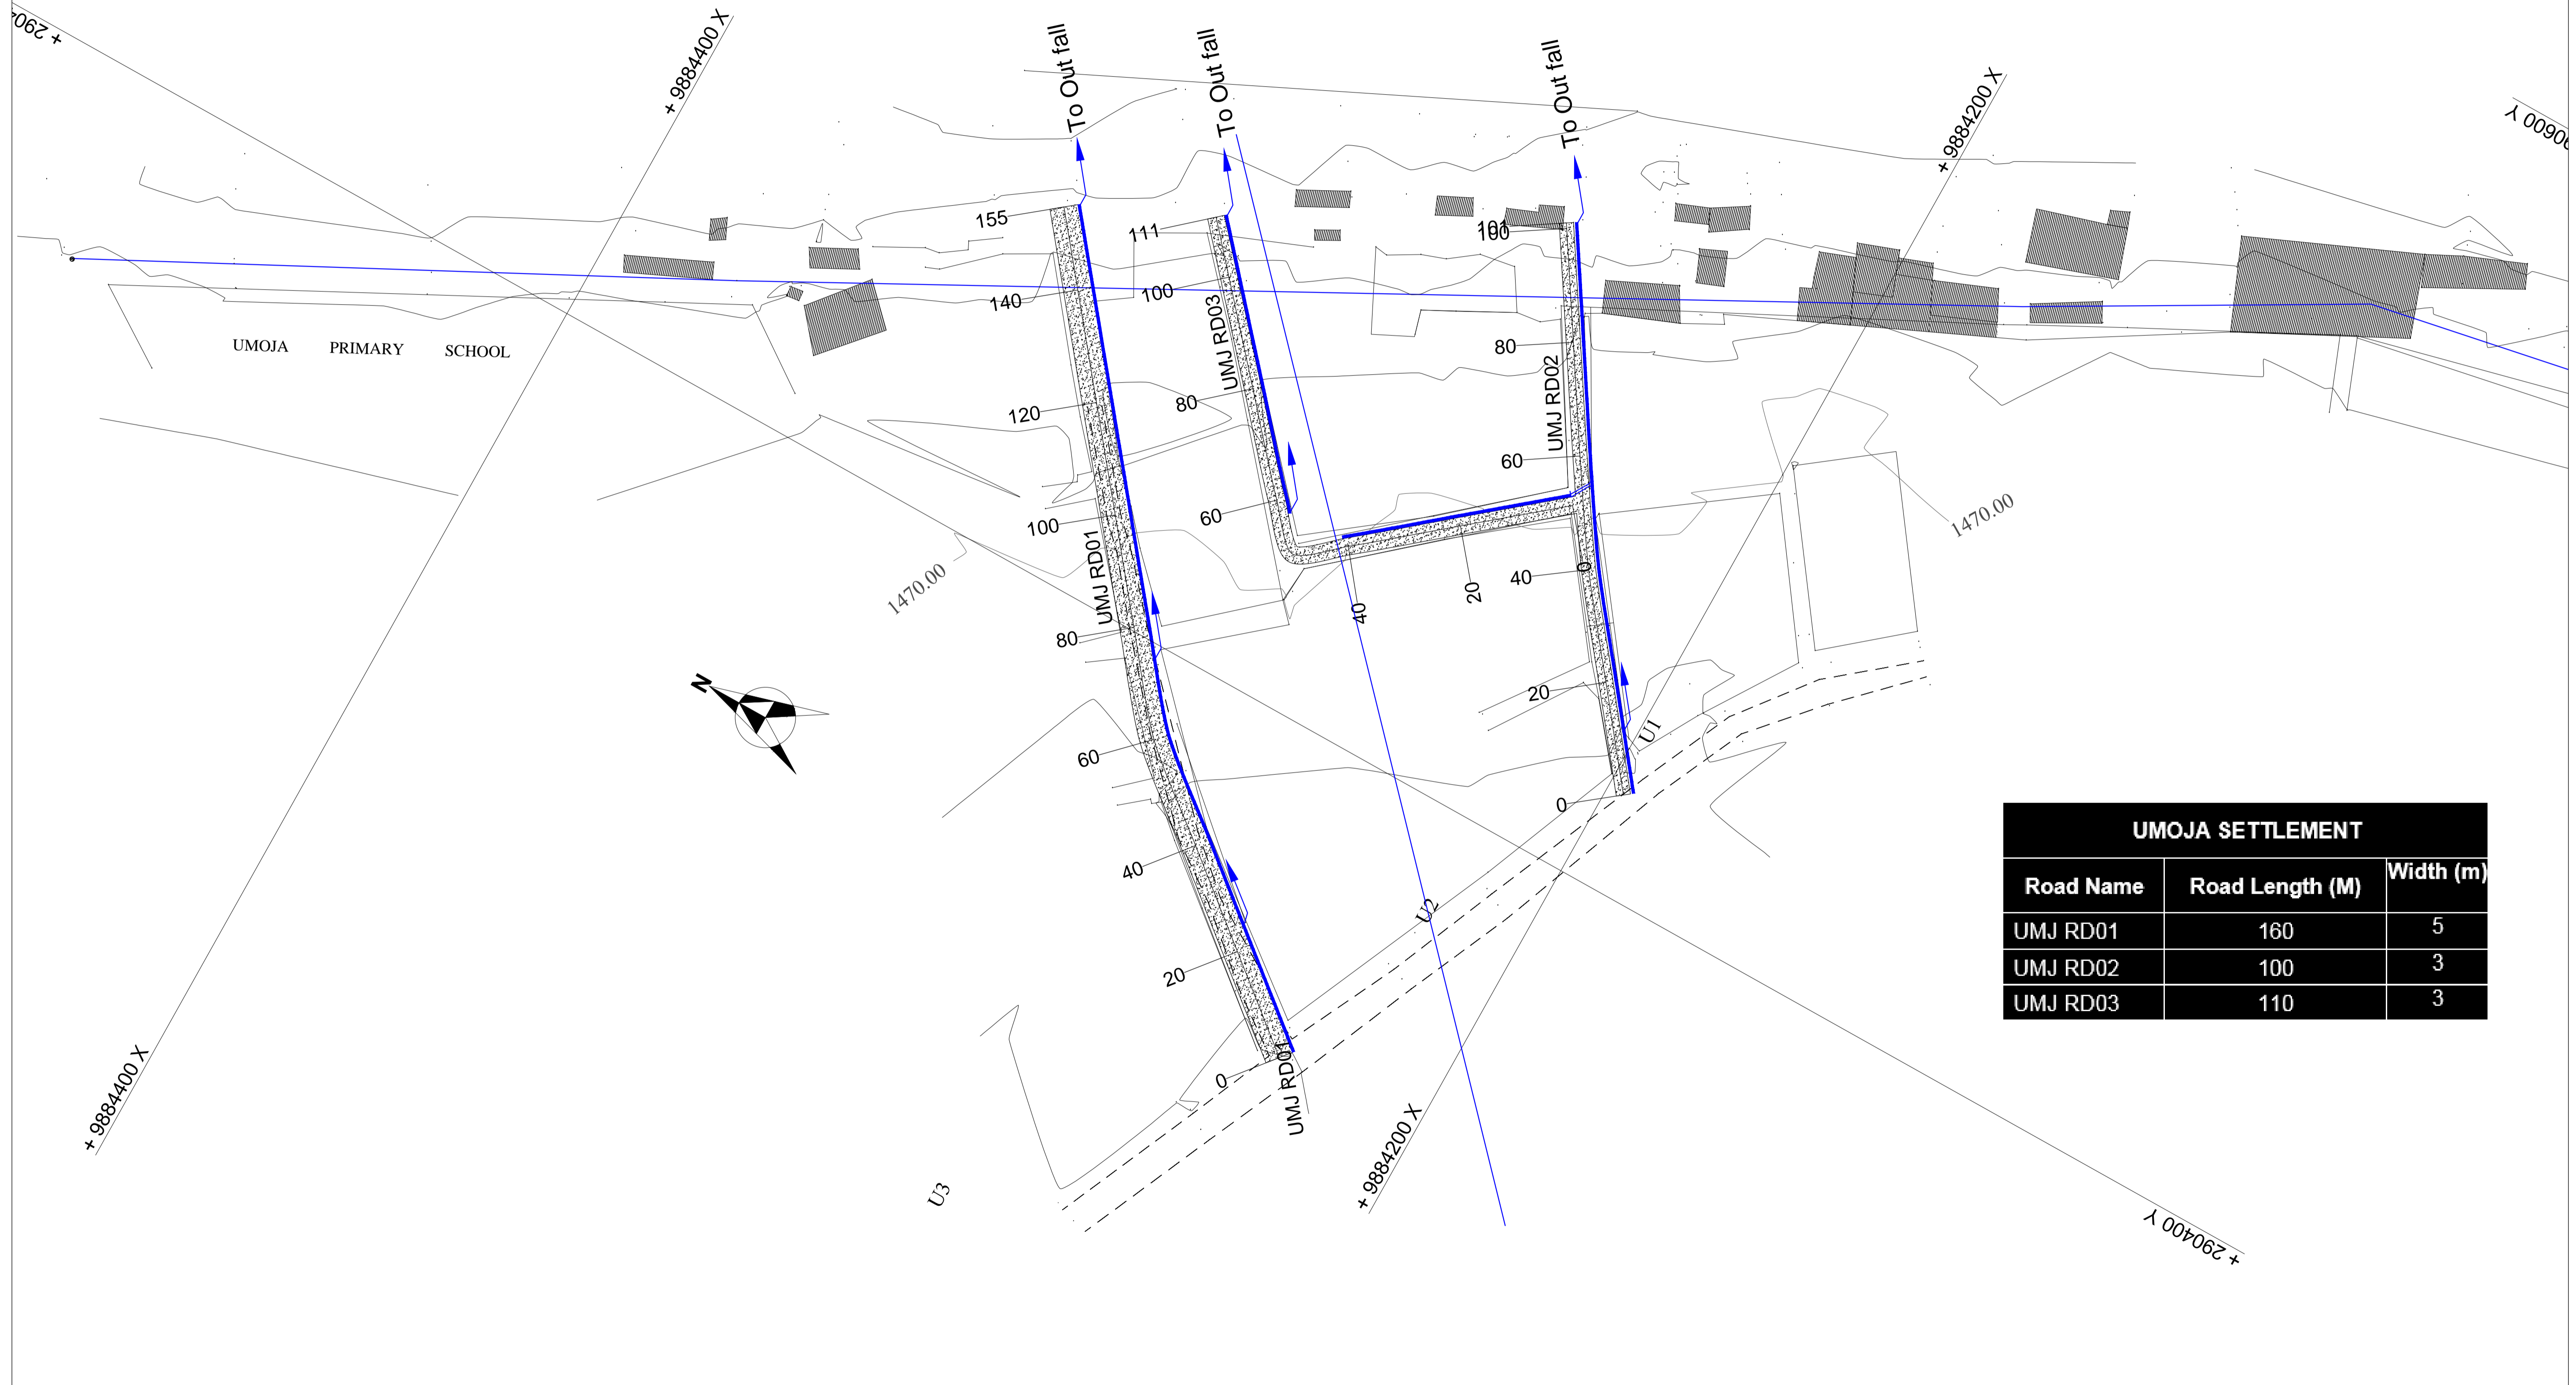 + 9884400 X
To Out fall
To Out fall
To Out fall
+ 9884200 X
155
111
101
100
140
100
UMJ RD03
UMOJA PRIMARY SCHOOL
80
UMJ RD02
120
80
60
100
60
UMJ RD01
1470.00
1470.00
40
20
40
0
80
N
20
U1
60
0
40
U2
20
0
UMJ RD01
U3
+ 9884400 X
+ 9884200 X
+ 290400 Y
UMOJA SETTLEMENT
Road Name Road Length (M) Width (m)
UMJ RD01 160 5
UMJ RD02 100 3
UMJ RD03 110 3